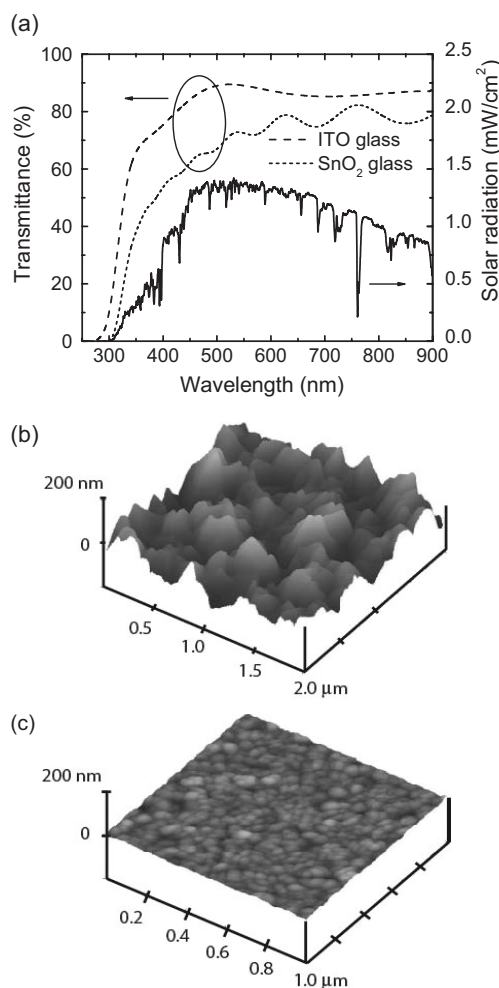 (a)
100
80
60
40
20
0
Transmittance (%)
2.5
2.0
1.5
1.0
0.5
0.0
Solar radiation (mW/cm²)
ITO glass
SnO₂ glass
300 400 500 600 700 800 900
Wavelength (nm)
(b)
200 nm
0
0.5
1.0
1.5
2.0 μm
(c)
200 nm
0
0.2
0.4
0.6
0.8
1.0 μm